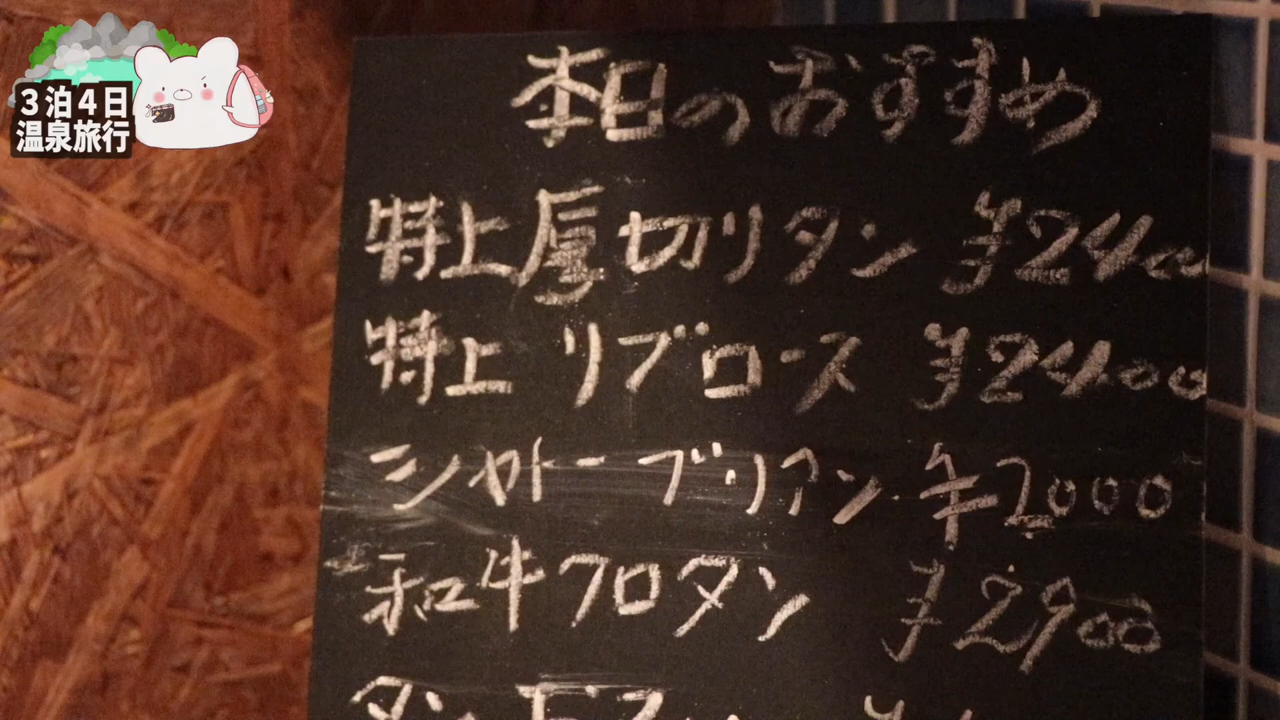 3泊4日
温泉旅行
本日のおすすめ
特上厚切りタン ¥2400
特上 リブロース ¥2400
シャトーブリアン ¥2000
和牛クロタン ¥2900